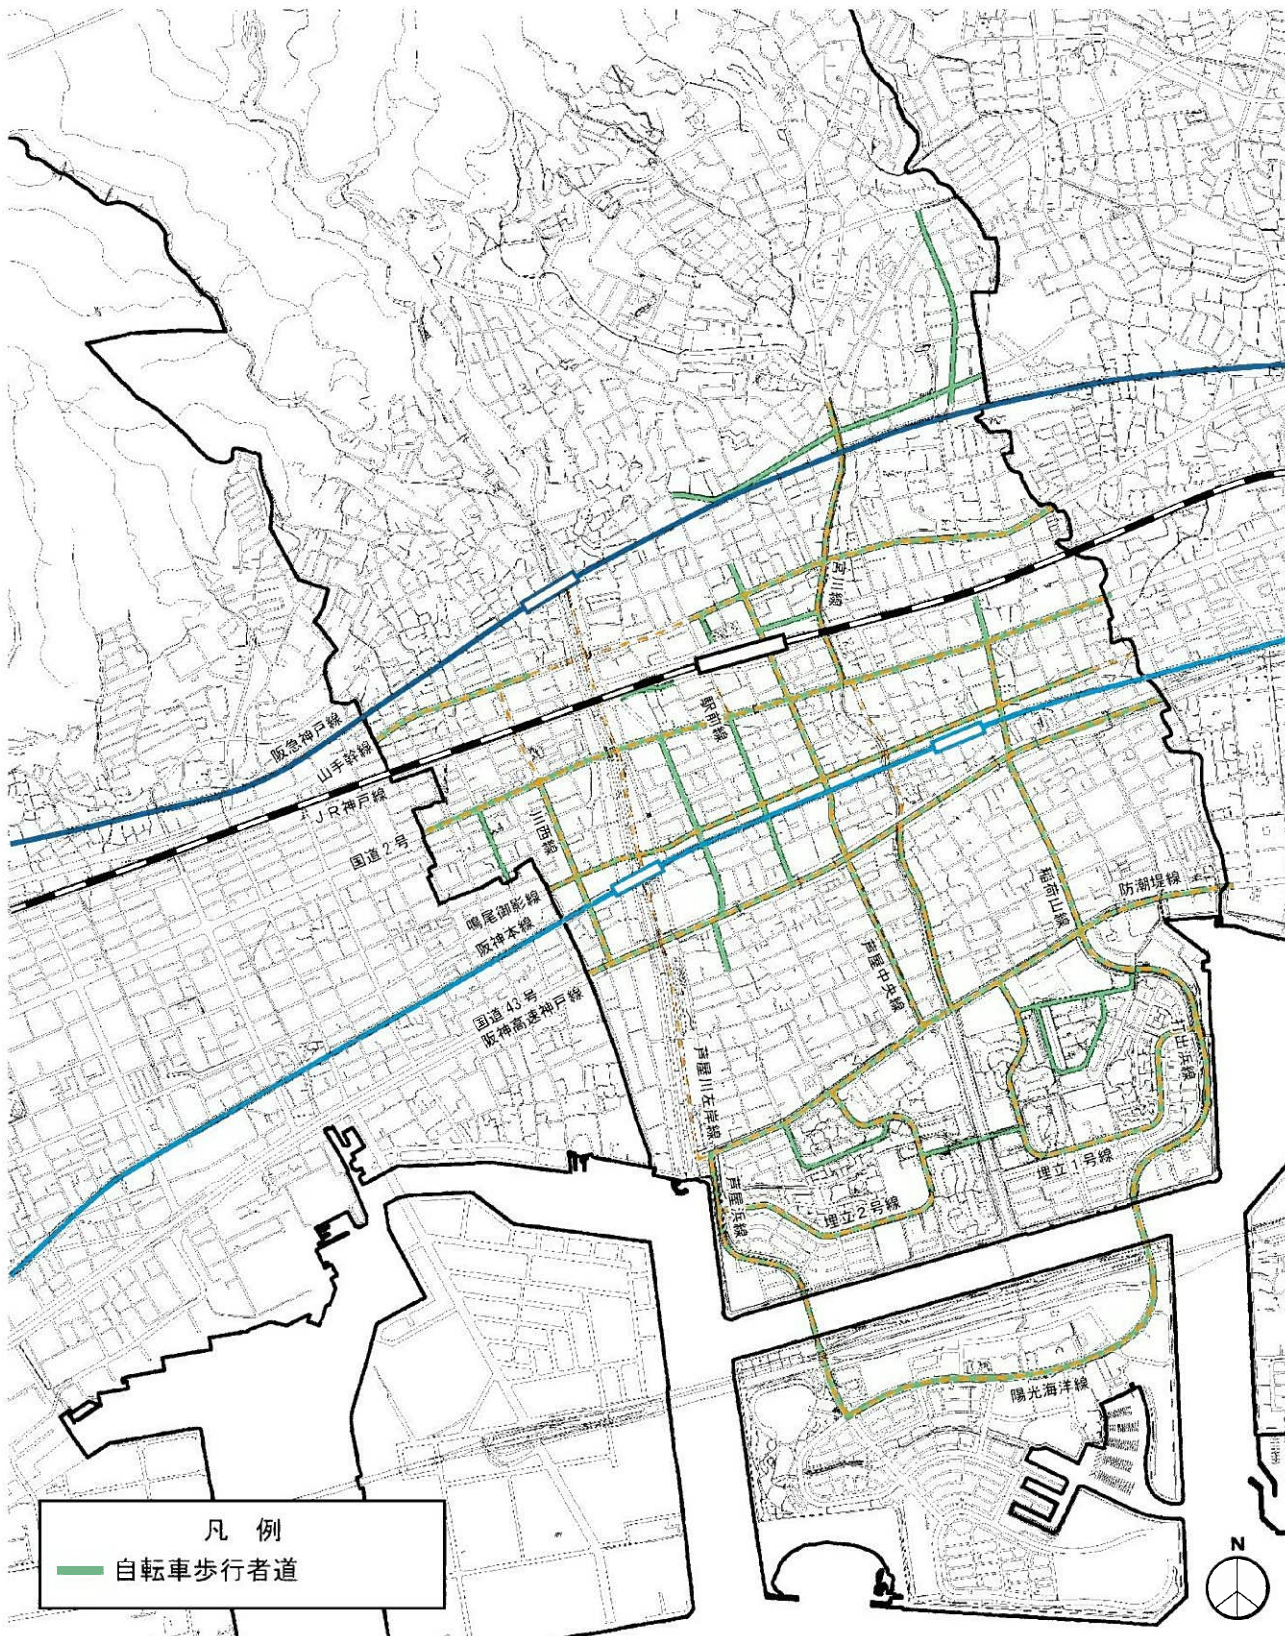 宮川線
駅前線
阪急神戸線
山手幹線
JR神戸線
国道2号
川西線
鳴尾御影線
阪神本線
稲荷山線
防潮堤線
芦屋中央線
国道43号
阪神高速神戸線
打出浜線
芦屋川左岸線
埋立1号線
芦屋浜線
埋立2号線
陽光海洋線
凡 例
自転車歩行者道
N